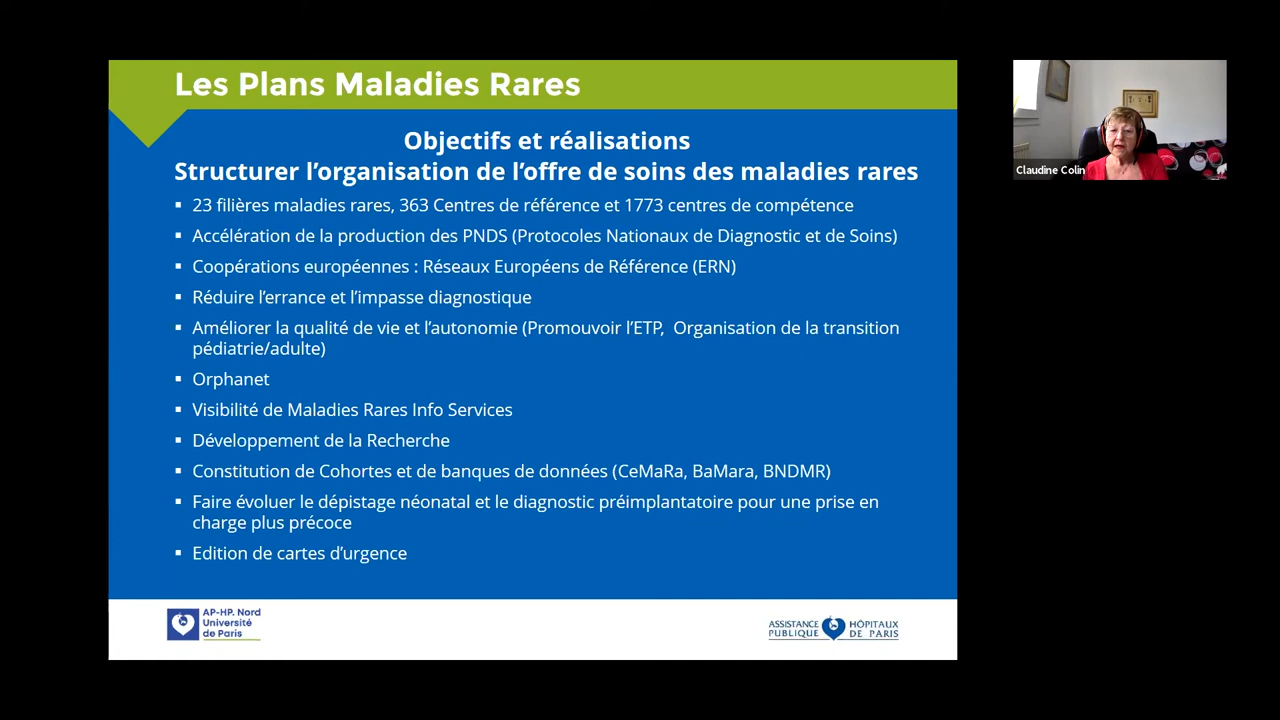 Les Plans Maladies Rares
Objectifs et réalisations
Structurer l’organisation de l’offre de soins des maladies rares
▪ 23 filières maladies rares, 363 Centres de référence et 1773 centres de compétence
▪ Accélération de la production des PNDS (Protocoles Nationaux de Diagnostic et de Soins)
▪ Coopérations européennes : Réseaux Européens de Référence (ERN)
▪ Réduire l’errance et l’impasse diagnostique
▪ Améliorer la qualité de vie et l’autonomie (Promouvoir l’ETP,  Organisation de la transition
pédiatrie/adulte)
▪ Orphanet
▪ Visibilité de Maladies Rares Info Services
▪ Développement de la Recherche
▪ Constitution de Cohortes et de banques de données (CeMaRa, BaMara, BNDMR)
▪ Faire évoluer le dépistage néonatal et le diagnostic préimplantatoire pour une prise en
charge plus précoce
▪ Edition de cartes d’urgence
AP-HP. Nord
Université
de Paris
ASSISTANCE HÔPITAUX
PUBLIQUE DE PARIS
Claudine Colin